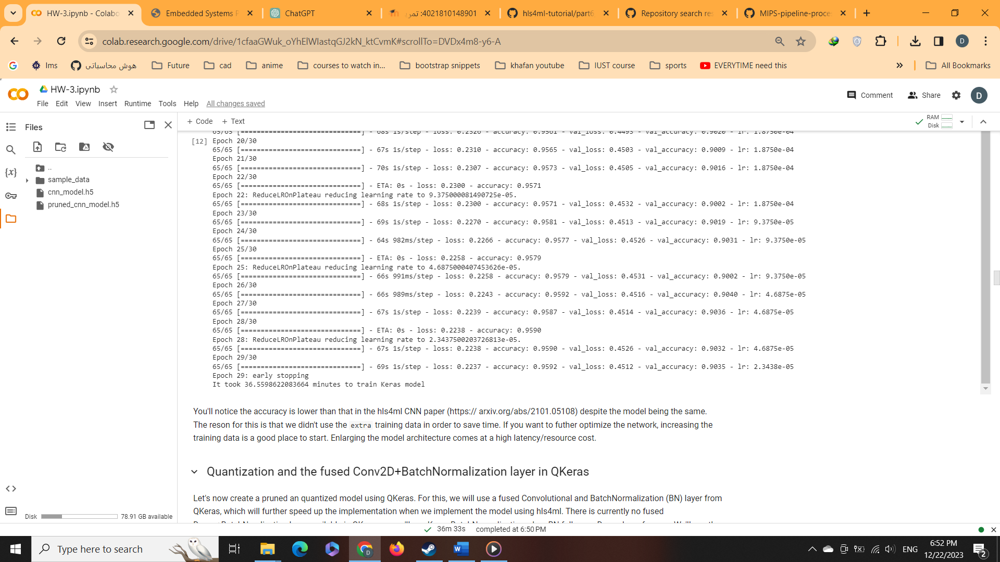 HW-3.ipynb - Colabo
Embedded Systems P
ChatGPT
4021810148901: تمری
hls4ml-tutorial/part6
Repository search res
MIPS-pipeline-proce
colab.research.google.com/drive/1cfaaGWuk_oYhElWIastqGJ2kN_ktCvmK#scrollTo=DVDx4m8-y6-A
D
lms
هوش محاسباتی
Future
cad
anime
courses to watch in...
bootstrap snippets
khafan youtube
IUST course
sports
EVERYTIME need this
All Bookmarks
HW-3.ipynb
File Edit View Insert Runtime Tools Help All changes saved
Comment
Share
D
Files
+ Code + Text
RAM
Disk
..
sample_data
cnn_model.h5
pruned_cnn_model.h5
Disk
78.91 GB available
65/65 [==============================] - 68s 1s/step - loss: 0.2326 - accuracy: 0.9561 - val_loss: 0.4493 - val_accuracy: 0.9020 - lr: 1.8750e-04
[12] Epoch 20/30
65/65 [==============================] - 67s 1s/step - loss: 0.2310 - accuracy: 0.9565 - val_loss: 0.4503 - val_accuracy: 0.9009 - lr: 1.8750e-04
Epoch 21/30
65/65 [==============================] - 70s 1s/step - loss: 0.2307 - accuracy: 0.9573 - val_loss: 0.4505 - val_accuracy: 0.9016 - lr: 1.8750e-04
Epoch 22/30
65/65 [==============================] - ETA: 0s - loss: 0.2300 - accuracy: 0.9571
Epoch 22: ReduceLROnPlateau reducing learning rate to 9.375000081490725e-05.
65/65 [==============================] - 68s 1s/step - loss: 0.2300 - accuracy: 0.9571 - val_loss: 0.4532 - val_accuracy: 0.9002 - lr: 1.8750e-04
Epoch 23/30
65/65 [==============================] - 69s 1s/step - loss: 0.2270 - accuracy: 0.9581 - val_loss: 0.4513 - val_accuracy: 0.9019 - lr: 9.3750e-05
Epoch 24/30
65/65 [==============================] - 64s 982ms/step - loss: 0.2266 - accuracy: 0.9577 - val_loss: 0.4526 - val_accuracy: 0.9031 - lr: 9.3750e-05
Epoch 25/30
65/65 [==============================] - ETA: 0s - loss: 0.2258 - accuracy: 0.9579
Epoch 25: ReduceLROnPlateau reducing learning rate to 4.6875000407453626e-05.
65/65 [==============================] - 66s 991ms/step - loss: 0.2258 - accuracy: 0.9579 - val_loss: 0.4531 - val_accuracy: 0.9002 - lr: 9.3750e-05
Epoch 26/30
65/65 [==============================] - 66s 989ms/step - loss: 0.2243 - accuracy: 0.9592 - val_loss: 0.4516 - val_accuracy: 0.9040 - lr: 4.6875e-05
Epoch 27/30
65/65 [==============================] - 67s 1s/step - loss: 0.2239 - accuracy: 0.9587 - val_loss: 0.4514 - val_accuracy: 0.9036 - lr: 4.6875e-05
Epoch 28/30
65/65 [==============================] - ETA: 0s - loss: 0.2238 - accuracy: 0.9590
Epoch 28: ReduceLROnPlateau reducing learning rate to 2.3437500203726813e-05.
65/65 [==============================] - 67s 1s/step - loss: 0.2238 - accuracy: 0.9590 - val_loss: 0.4526 - val_accuracy: 0.9032 - lr: 4.6875e-05
Epoch 29/30
65/65 [==============================] - 69s 1s/step - loss: 0.2237 - accuracy: 0.9592 - val_loss: 0.4512 - val_accuracy: 0.9035 - lr: 2.3438e-05
Epoch 29: early stopping
It took 36.5598622083664 minutes to train Keras model
You'll notice the accuracy is lower than that in the hls4ml CNN paper (https:// arxiv.org/abs/2101.05108) despite the model being the same.
The reson for this is that we didn't use the extra training data in order to save time. If you want to futher optimize the network, increasing the
training data is a good place to start. Enlarging the model architecture comes at a high latency/resource cost.
Quantization and the fused Conv2D+BatchNormalization layer in QKeras
Let's now create a pruned an quantized model using QKeras. For this, we will use a fused Convolutional and BatchNormalization (BN) layer from
QKeras, which will further speed up the implementation when we implement the model using hls4ml. There is currently no fused
36m 33s completed at 6:50 PM
Type here to search
ENG
6:52 PM
12/22/2023
2